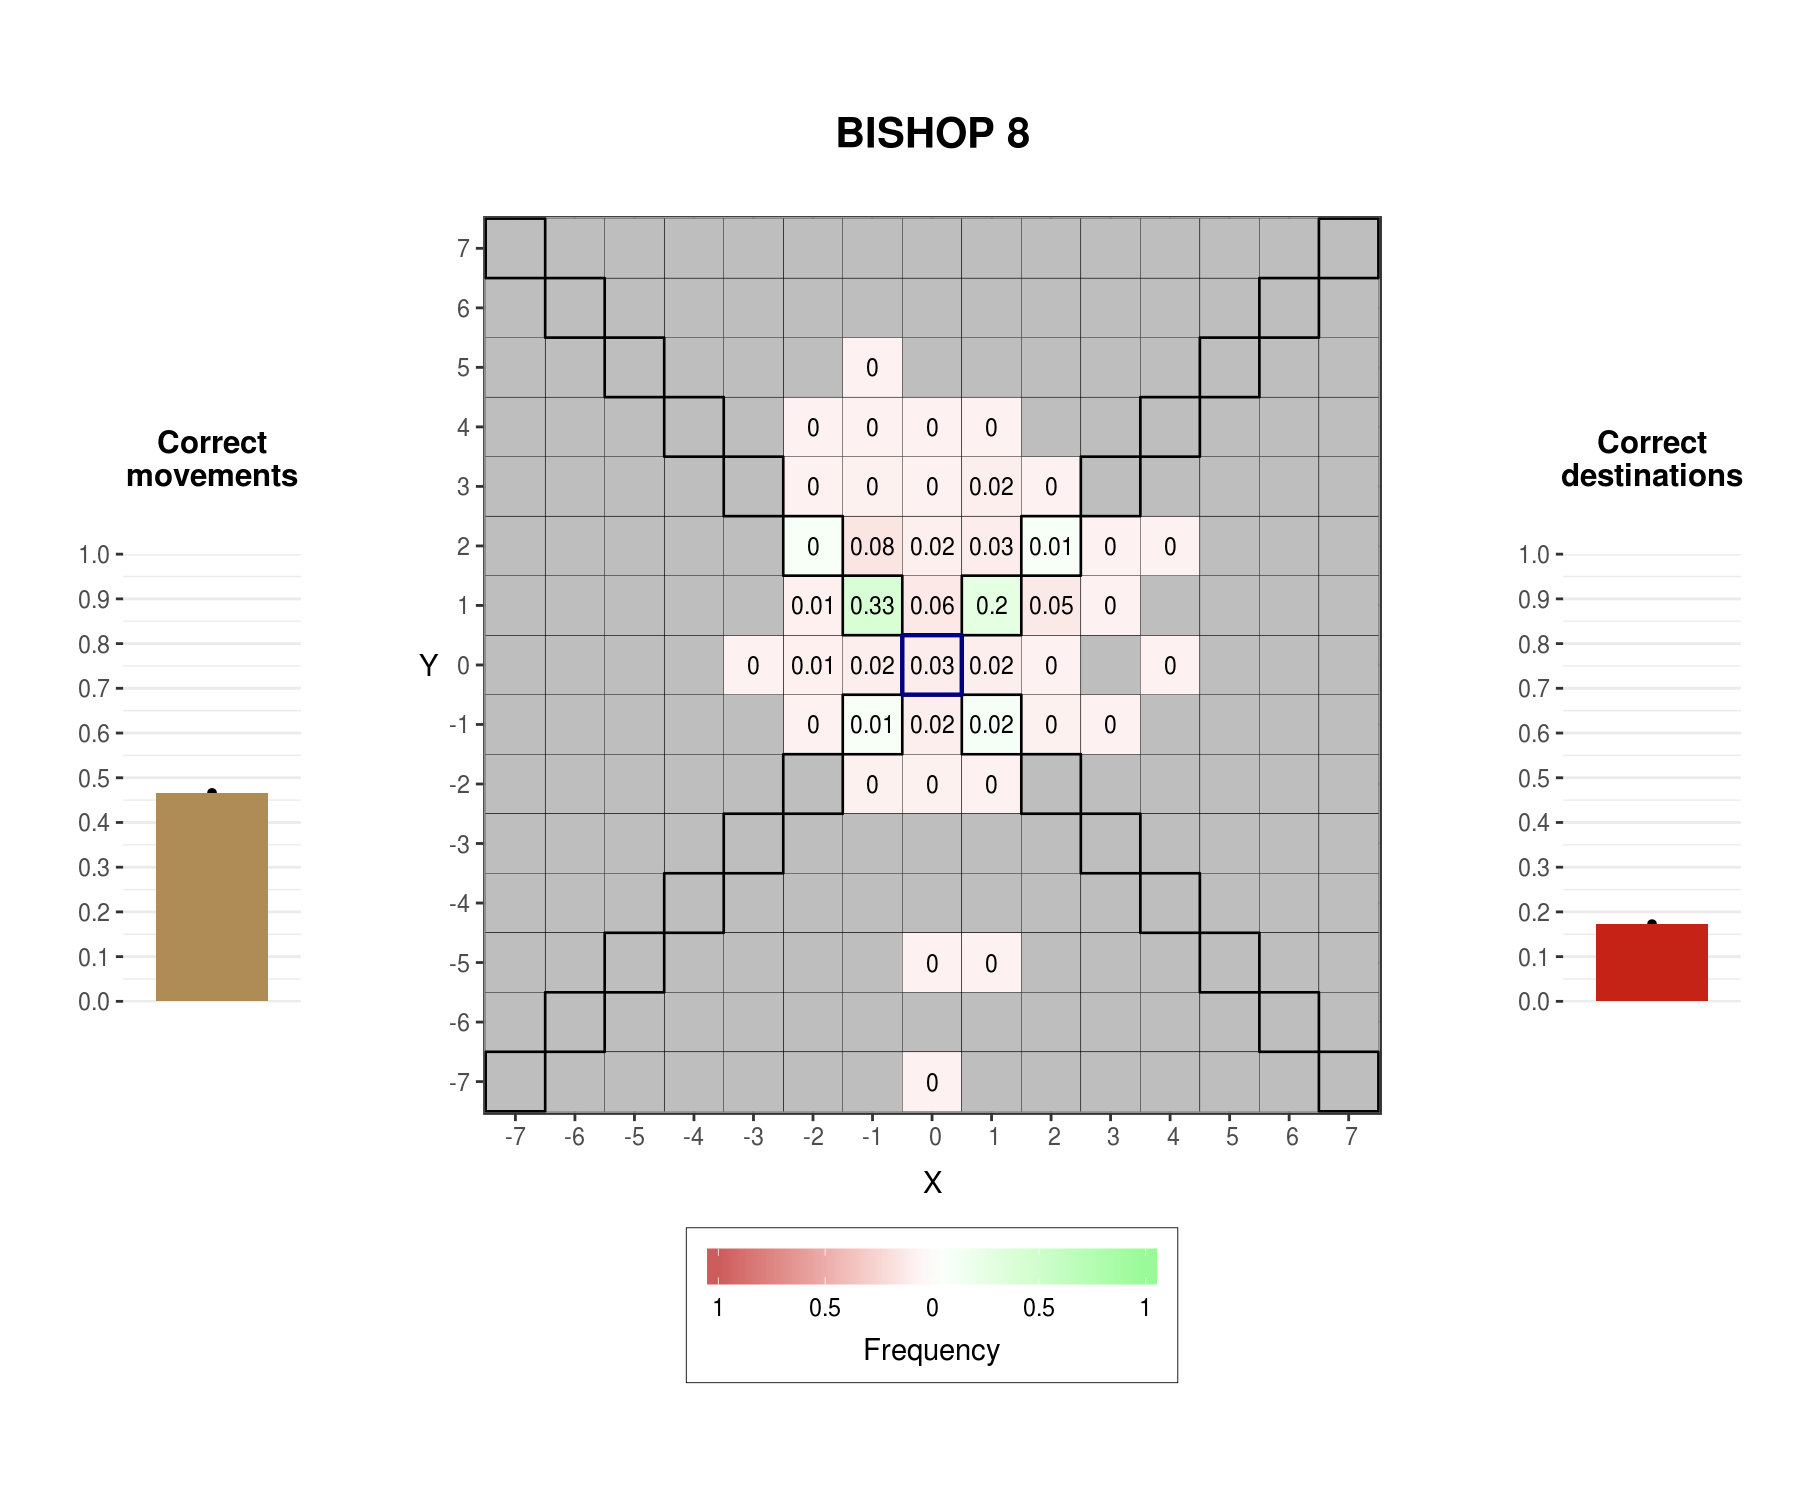 BISHOP 8
Correct
movements
1.0
0.9
0.8
0.7
0.6
0.5
0.4
0.3
0.2
0.1
0.0
Y
7
6
5 0
4 0 0 0 0
3 0 0 0 0.02 0
2 0 0.08 0.02 0.03 0.01 0 0
1 0.01 0.33 0.06 0.2 0.05 0
0 0 0.01 0.02 0.03 0.02 0 0
-1 0 0.01 0.02 0.02 0 0
-2 0 0 0
-3
-4
-5 0 0
-6
-7 0
-7 -6 -5 -4 -3 -2 -1 0 1 2 3 4 5 6 7
X
1 0.5 0 0.5 1
Frequency
Correct
destinations
1.0
0.9
0.8
0.7
0.6
0.5
0.4
0.3
0.2
0.1
0.0